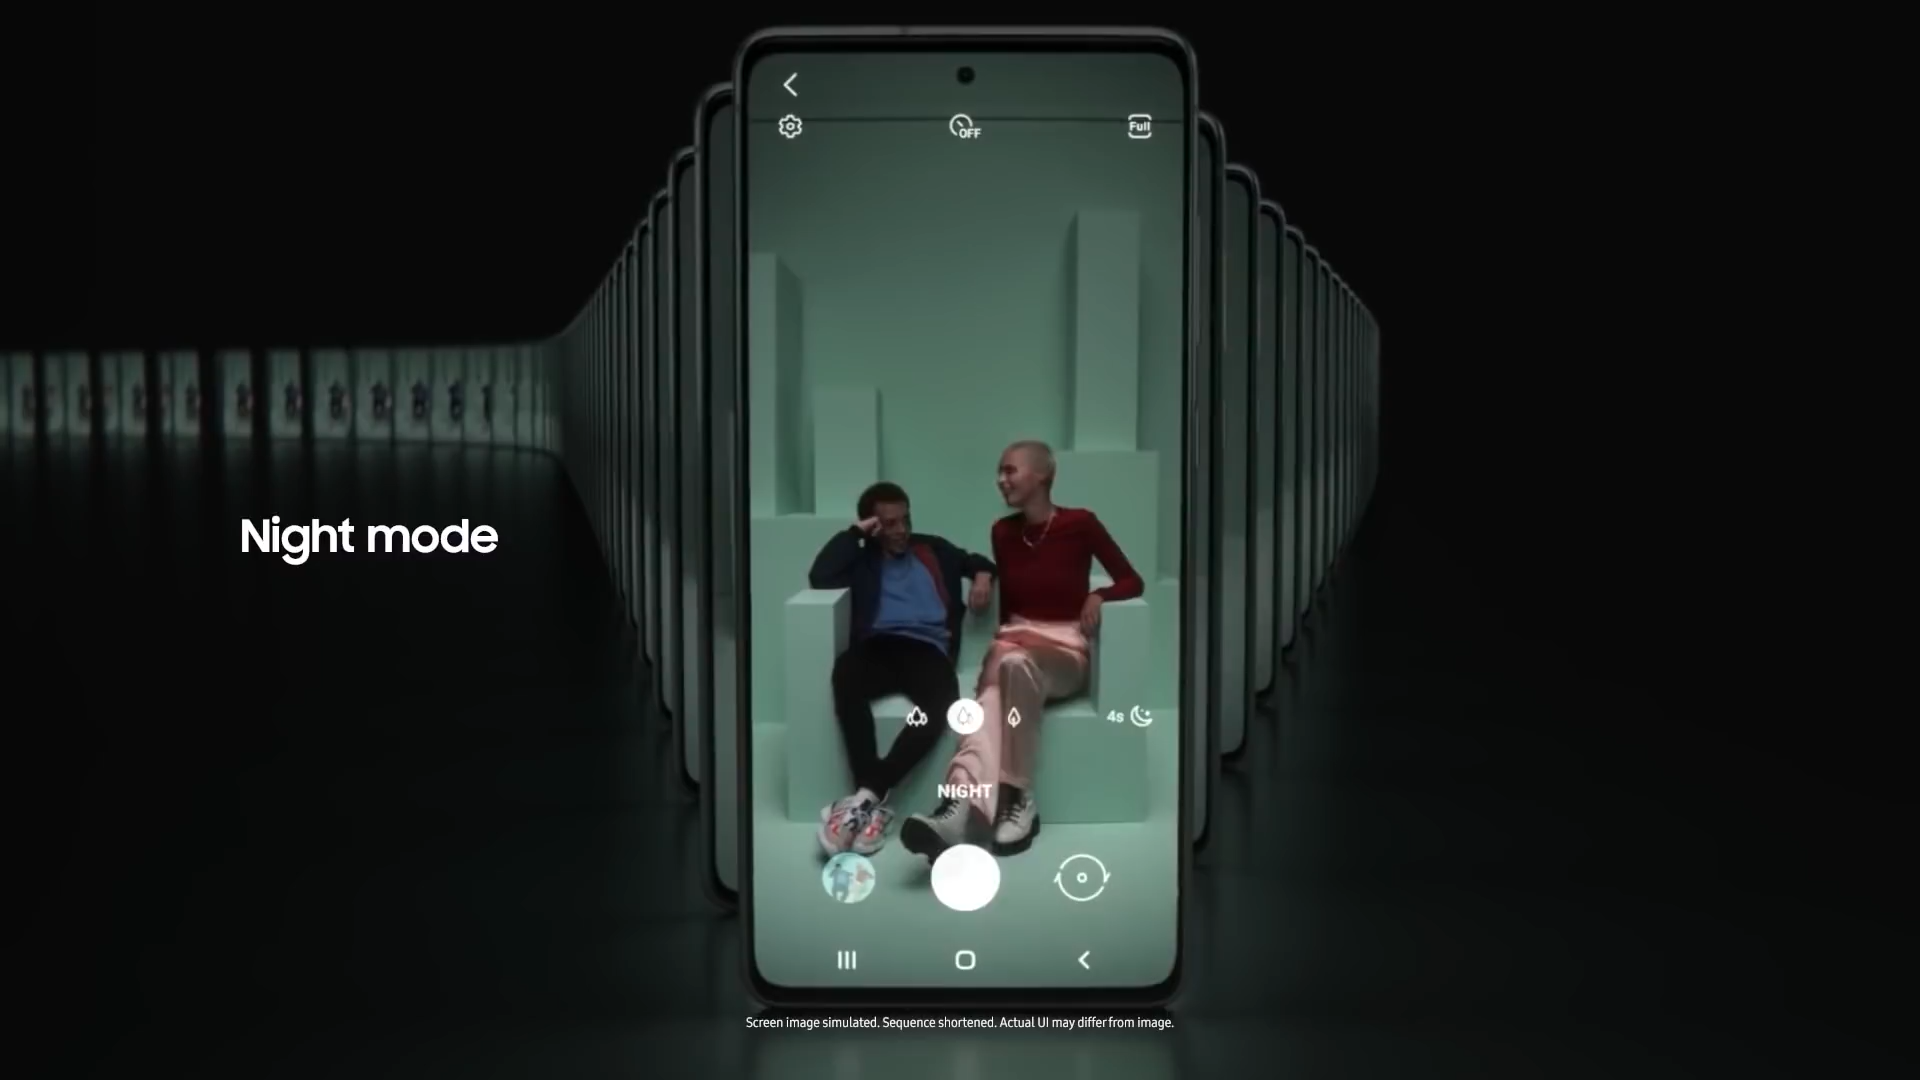 OFF
Full
Night mode
4s
NIGHT
Screen image simulated. Sequence shortened. Actual UI may differ from image.